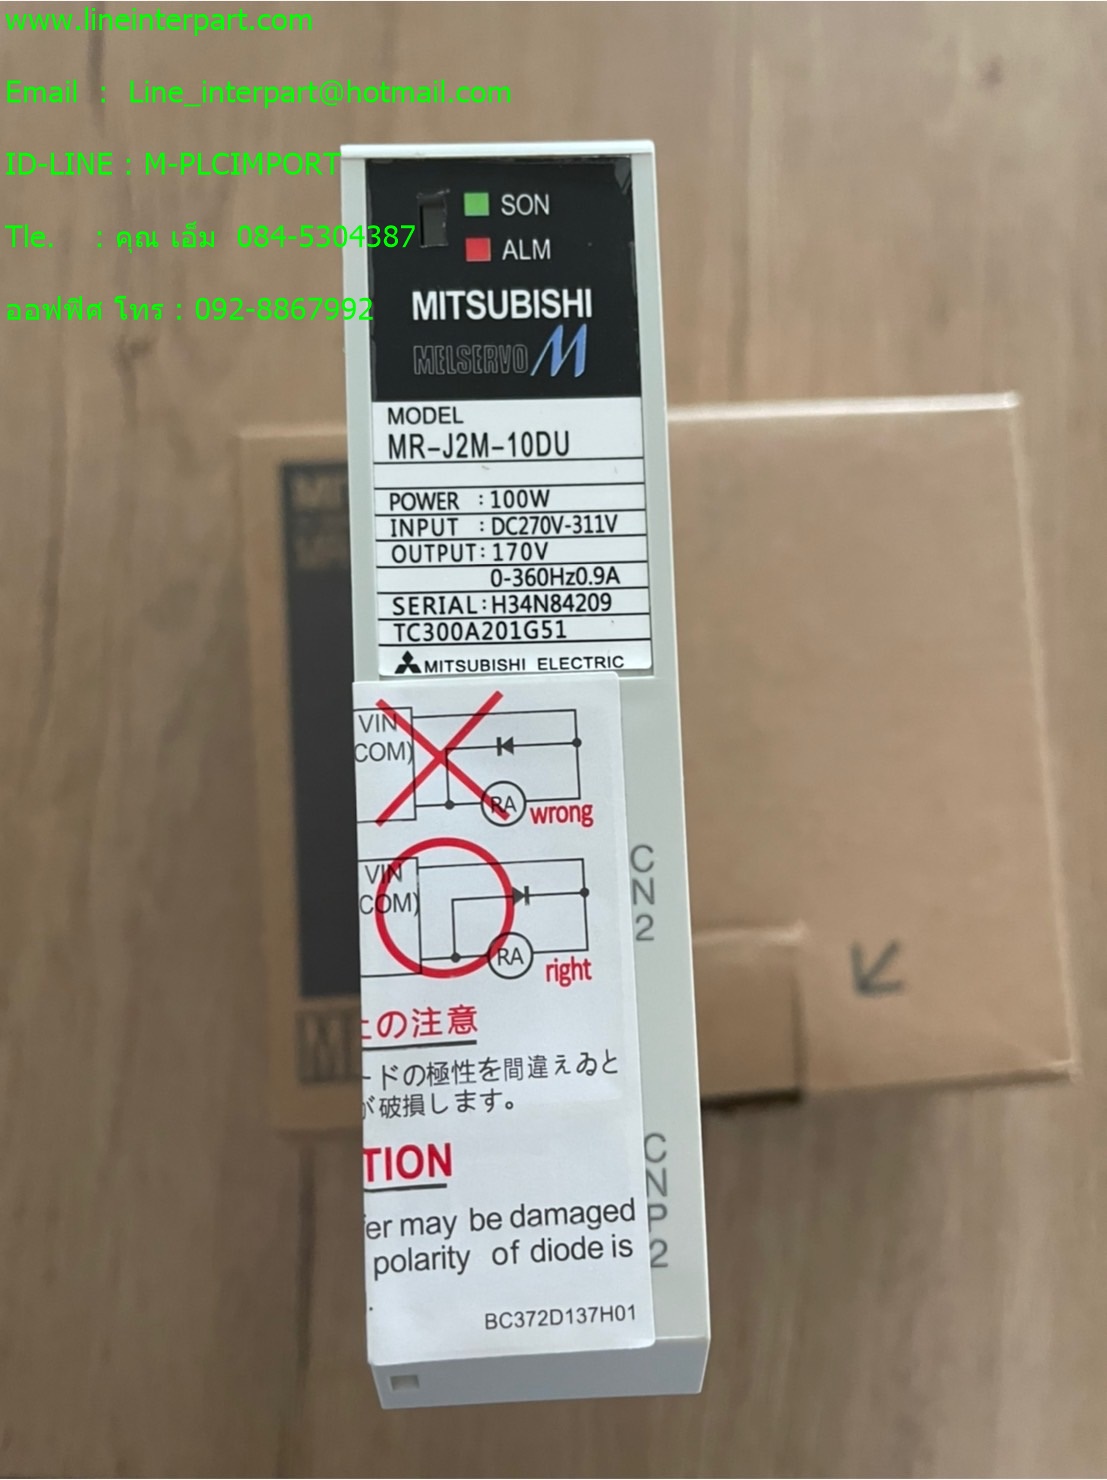 www.lineinterpart.com
Email : Line_interpart@hotmail.com
ID-LINE : M-PLCIMPORT
Tle. : คุณ เอ็ม 084-5304387
ออฟฟิศ โทร : 092-8867992
SON
ALM
MITSUBISHI
MELSERVO M
MODEL
MR-J2M-10DU
POWER : 100W
INPUT : DC270V-311V
OUTPUT: 170V
0-360Hz0.9A
SERIAL: H34N84209
TC300A201G51
MITSUBISHI ELECTRIC
VIN
COM)
RA
wrong
VIN
COM)
RA
right
CN2
の注意
ードの極性を間違えゐと
が破損します。
TION
fer may be damaged
polarity of diode is
.
BC372D137H01
CNP2